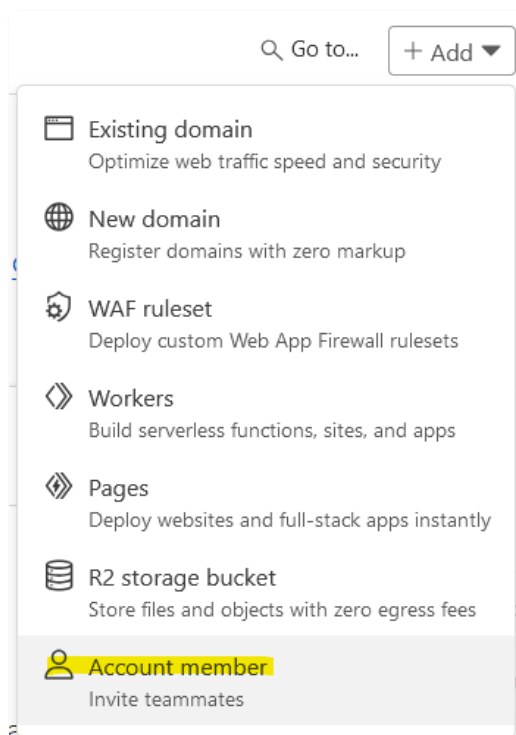 Go to...
+ Add
Existing domain
Optimize web traffic speed and security
New domain
Register domains with zero markup
WAF ruleset
Deploy custom Web App Firewall rulesets
Workers
Build serverless functions, sites, and apps
Pages
Deploy websites and full-stack apps instantly
R2 storage bucket
Store files and objects with zero egress fees
Account member
Invite teammates